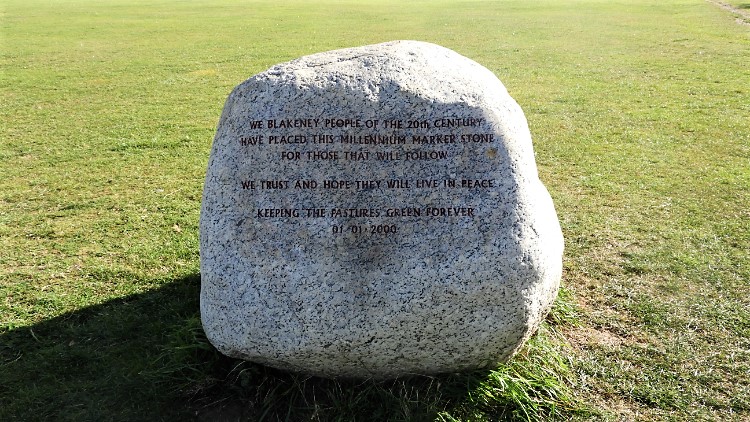 WE BLAKENEY PEOPLE OF THE 20th CENTURY
HAVE PLACED THIS MILLENNIUM MARKER STONE
FOR THOSE THAT WILL FOLLOW
WE TRUST AND HOPE THEY WILL LIVE IN PEACE
KEEPING THE PASTURES GREEN FOREVER
01·01·2000